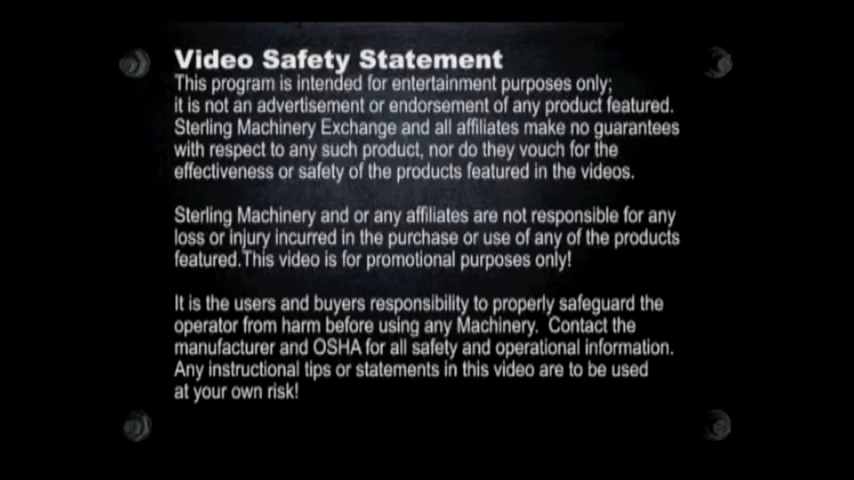 Video Safety Statement
This program is intended for entertainment purposes only;
it is not an advertisement or endorsement of any product featured.
Sterling Machinery Exchange and all affiliates make no guarantees
with respect to any such product, nor do they vouch for the
effectiveness or safety of the products featured in the videos.
Sterling Machinery and or any affiliates are not responsible for any
loss or injury incurred in the purchase or use of any of the products
featured.This video is for promotional purposes only!
It is the users and buyers responsibility to properly safeguard the
operator from harm before using any Machinery.  Contact the
manufacturer and OSHA for all safety and operational information.
Any instructional tips or statements in this video are to be used
at your own risk!